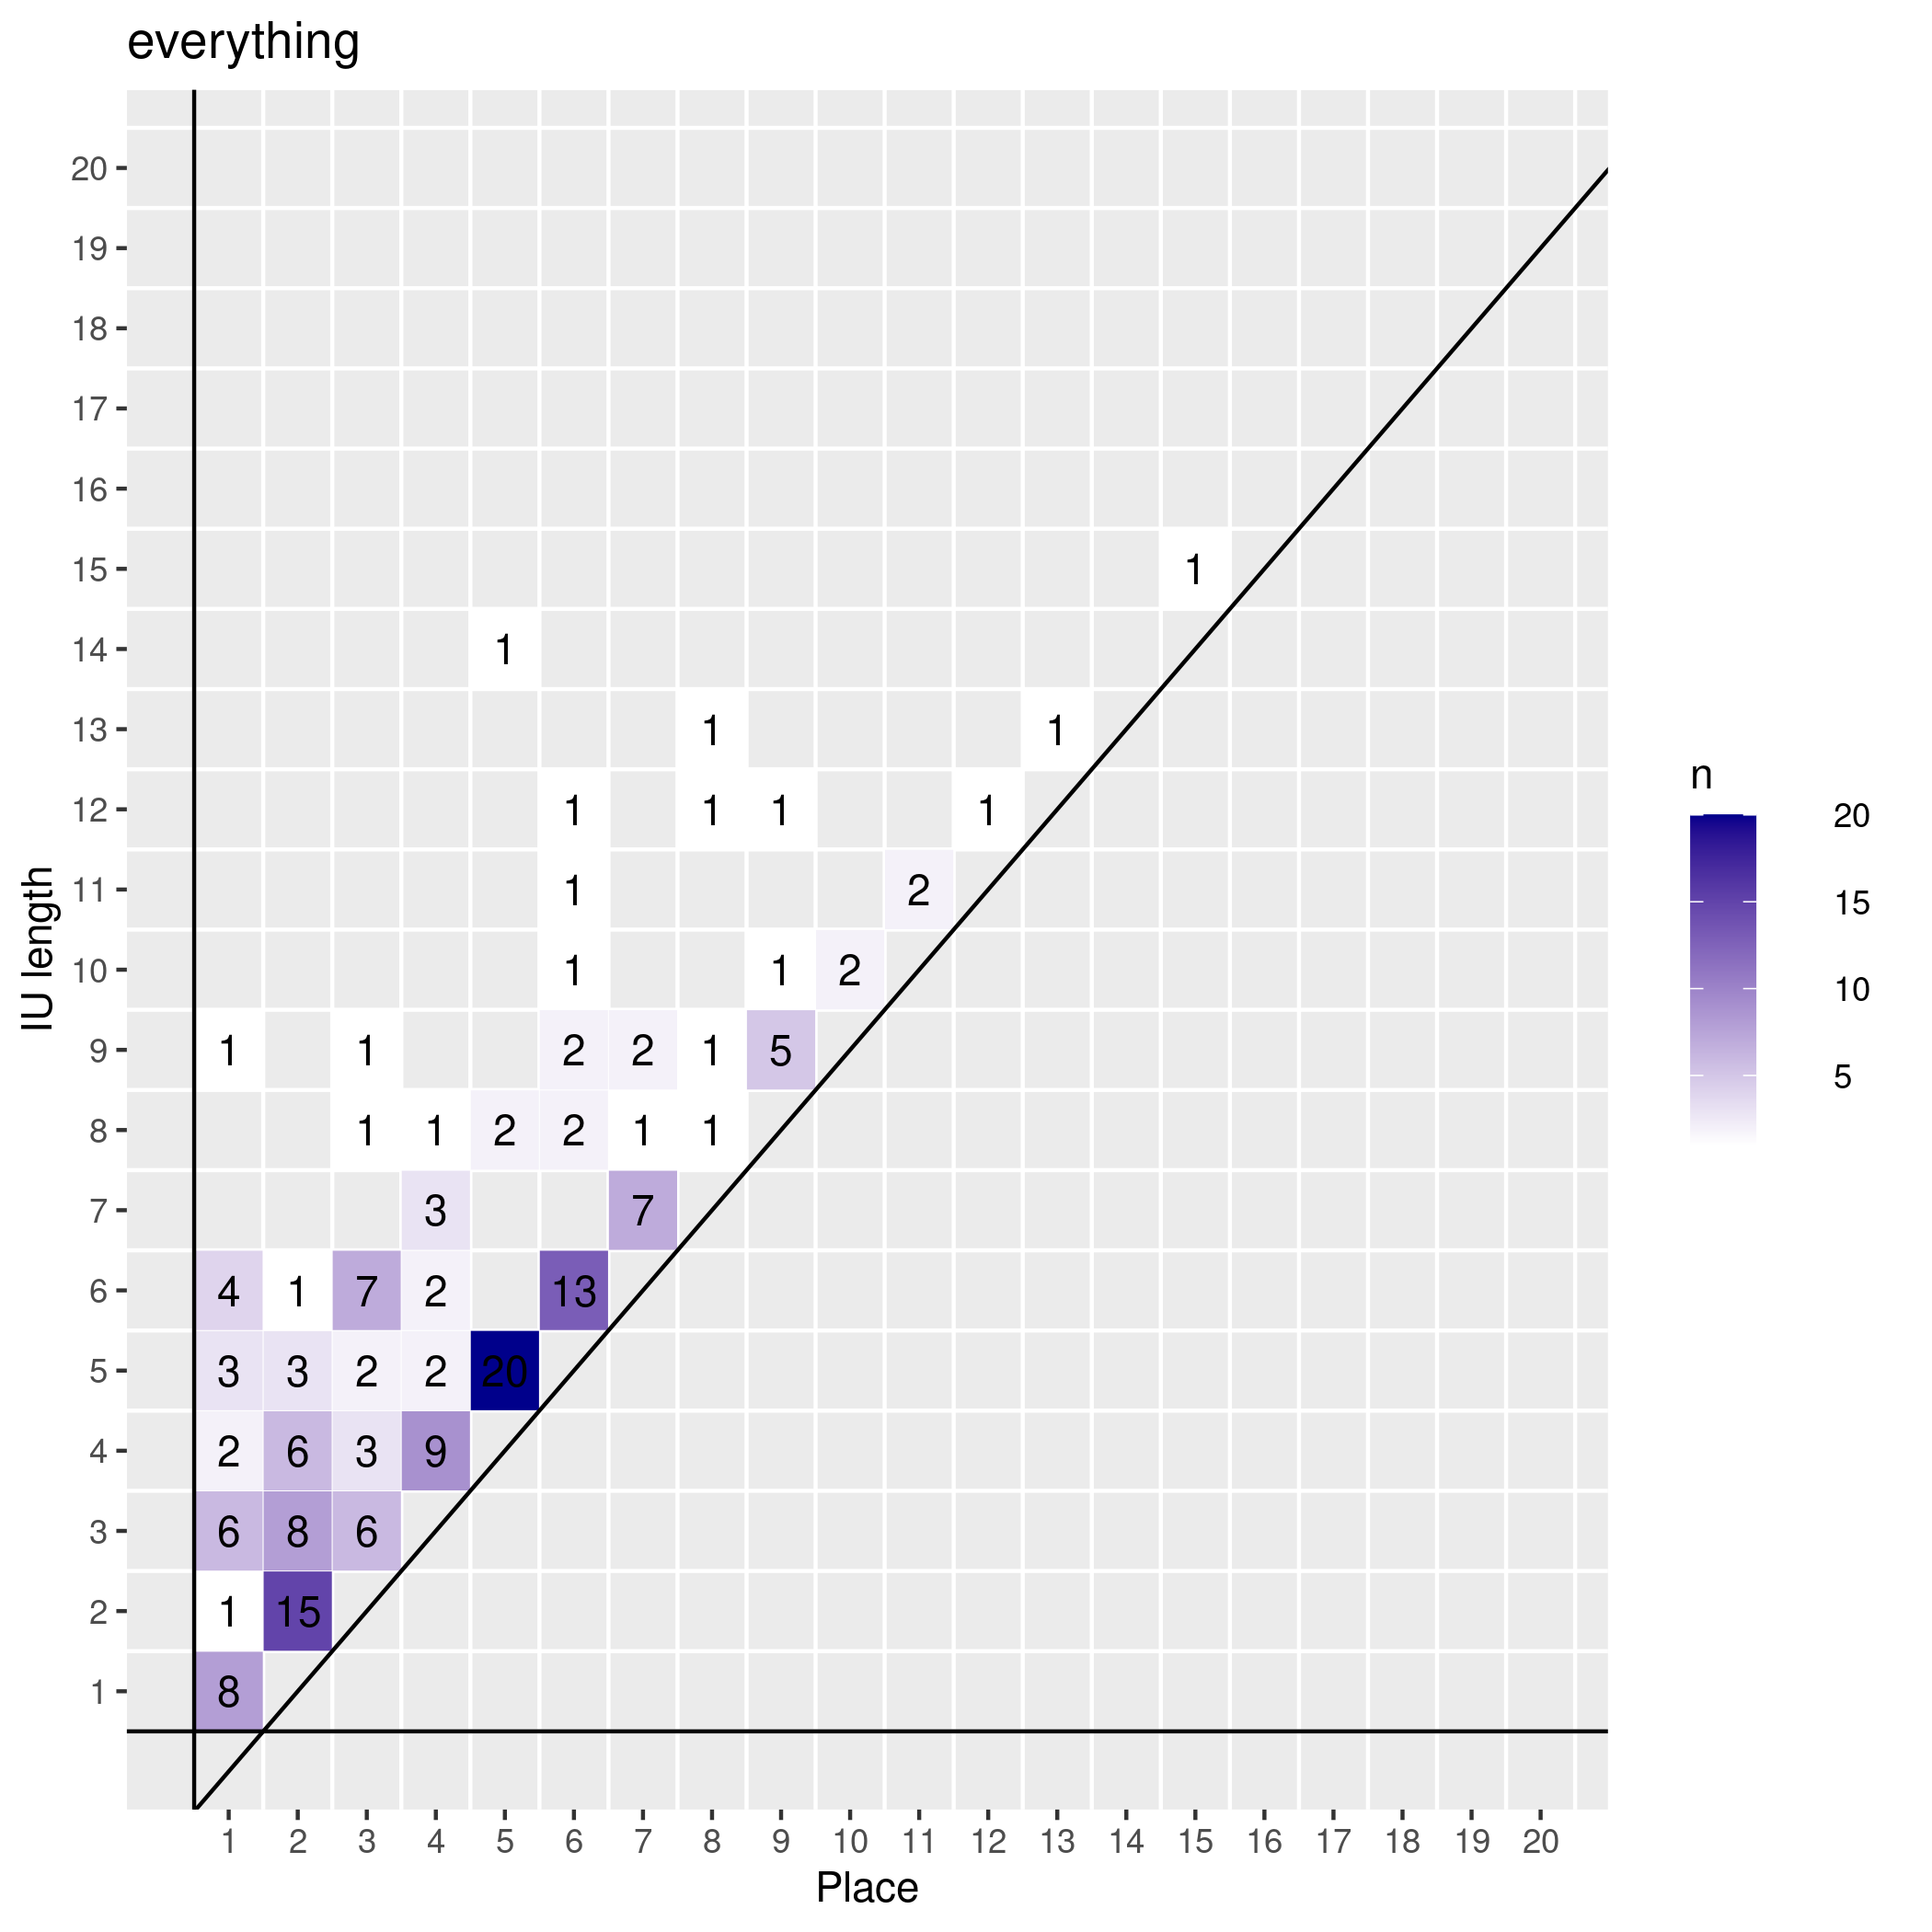 everything
20
19
18
17
16
15 1
14 1
13 1 1
12 1 1 1 1
11 1 2
10 1 1 2
9 1 1 2 2 1 5
8 1 1 2 2 1 1
7 3 7
6 4 1 7 2 13
5 3 3 2 2 20
4 2 6 3 9
3 6 8 6
2 1 15
1 8
1 2 3 4 5 6 7 8 9 10 11 12 13 14 15 16 17 18 19 20
Place
IU length
n
20
15
10
5